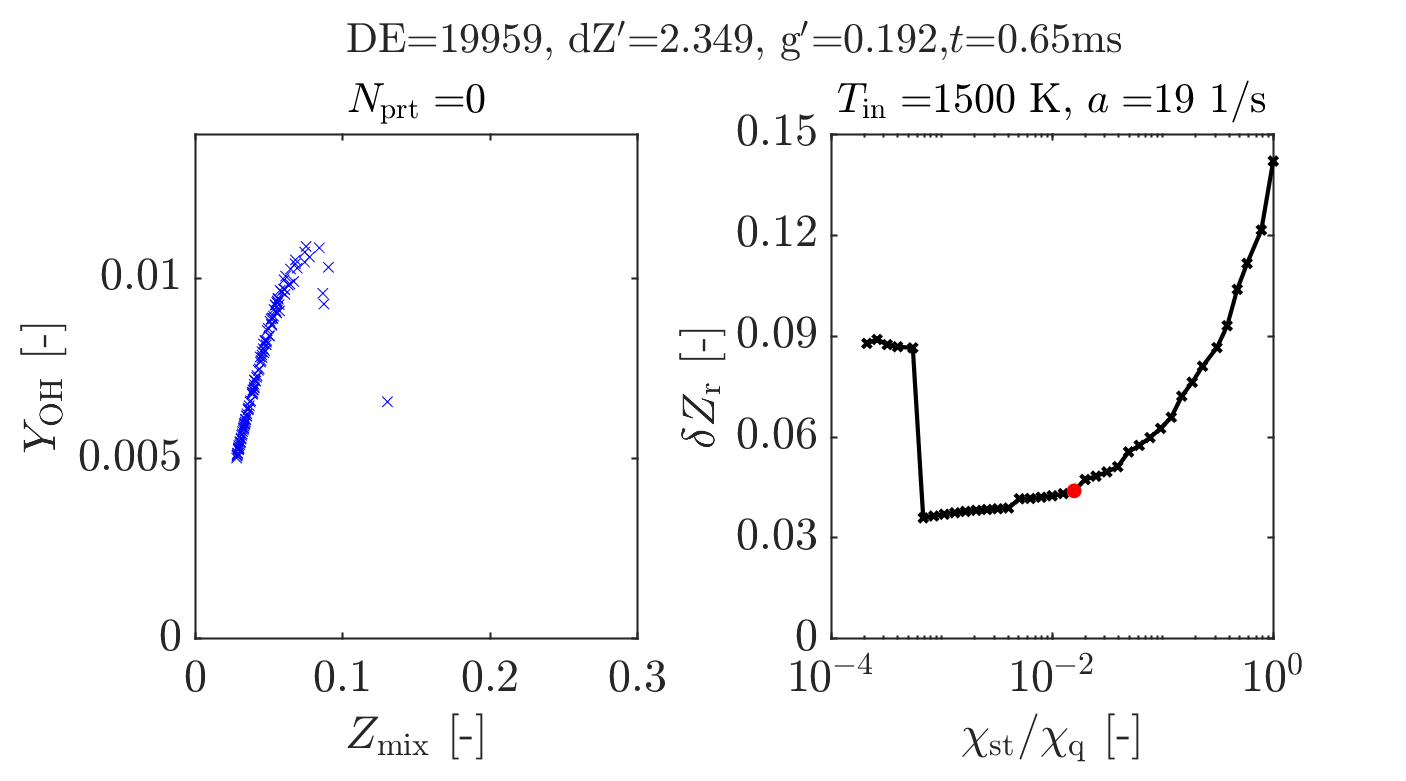 DE=19959, dZ′=2.349, g′=0.192,t=0.65ms
N_prt =0
0.01
0.005
0
0 0.1 0.2 0.3
Y_OH [-]
Z_mix [-]
T_in =1500 K, a =19 1/s
0.15
0.12
0.09
0.06
0.03
0
10^−4 10^−2 10^0
δZ_r [-]
χ_st/χ_q [-]